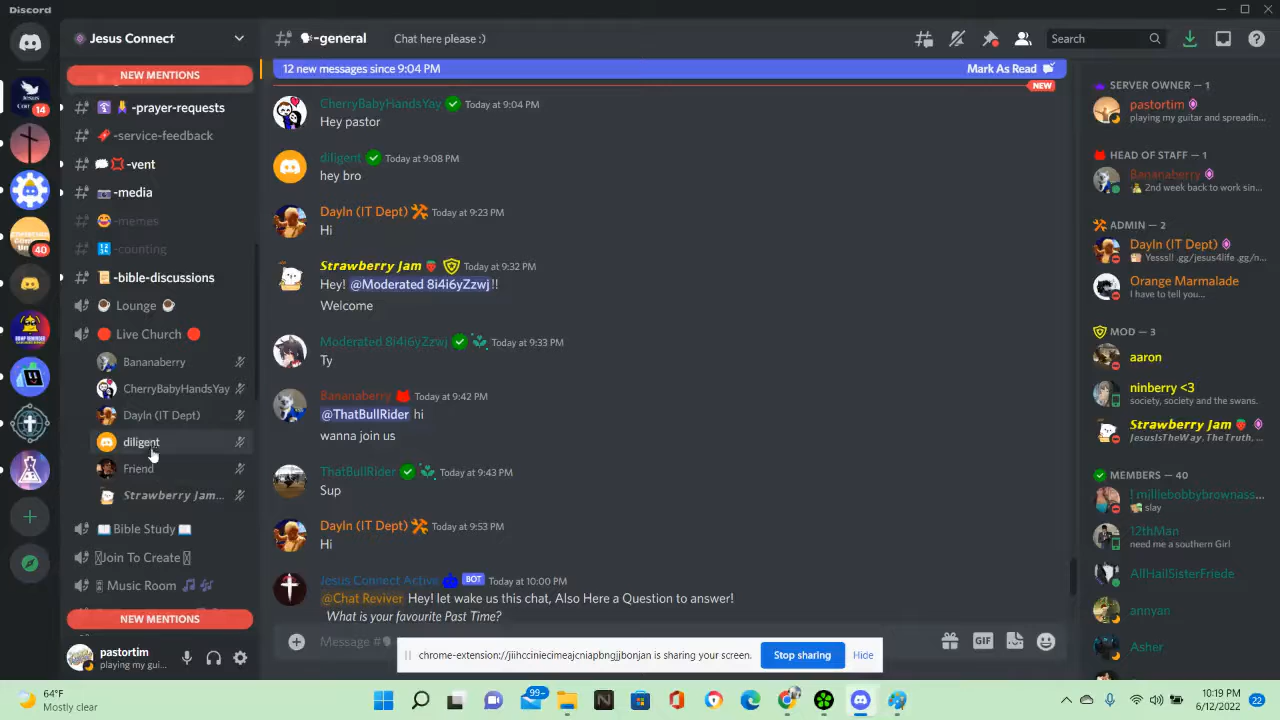 Discord
Jesus Connect
NEW MENTIONS
-prayer-requests
-service-feedback
-vent
-media
-memes
-counting
-bible-discussions
Lounge
Live Church
Bananaberry
CherryBabyHandsYay
DayIn (IT Dept)
diligent
Friend
Strawberry Jam...
Bible Study
Join To Create
Music Room
NEW MENTIONS
pastortim
playing my gui...
14
40
-general
Chat here please :)
Search
12 new messages since 9:04 PM
Mark As Read
NEW
CherryBabyHandsYay Today at 9:04 PM
Hey pastor
diligent Today at 9:08 PM
hey bro
DayIn (IT Dept) Today at 9:23 PM
Hi
Strawberry Jam Today at 9:32 PM
Hey! @Moderated 8i4i6yZzwj !!
Welcome
Moderated 8i4i6yZzwj Today at 9:33 PM
Ty
Bananaberry Today at 9:42 PM
@ThatBullRider hi
wanna join us
ThatBullRider Today at 9:43 PM
Sup
DayIn (IT Dept) Today at 9:53 PM
Hi
Jesus Connect Active BOT Today at 10:00 PM
@Chat Reviver Hey! let wake us this chat, Also Here a Question to answer!
What is your favourite Past Time?
Message #
GIF
chrome-extension://jiihcciniecimeajcniapbngjjbonjan is sharing your screen.
Stop sharing
Hide
SERVER OWNER — 1
pastortim
playing my guitar and spreadin...
HEAD OF STAFF — 1
Bananaberry
2nd week back to work sin...
ADMIN — 2
DayIn (IT Dept)
Yesss! .gg/jesus4life .gg/n...
Orange Marmalade
I have to tell you...
MOD — 3
aaron
ninberry <3
society, society and the swans.
Strawberry Jam
JesusIsTheWay, TheTruth, ...
MEMBERS — 40
! milliebobbybrownass...
slay
12thMan
need me a southern Girl
AllHailSisterFriede
annyan
Asher
64°F
Mostly clear
99+
10:19 PM
6/12/2022
22